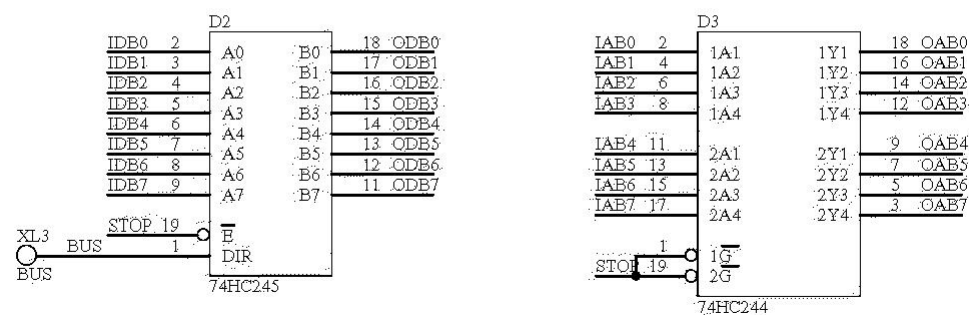 D2
IDB0 2 A0 B0 18 ODB0
IDB1 3 A1 B1 17 ODB1
IDB2 4 A2 B2 16 ODB2
IDB3 5 A3 B3 15 ODB3
IDB4 6 A4 B4 14 ODB4
IDB5 7 A5 B5 13 ODB5
IDB6 8 A6 B6 12 ODB6
IDB7 9 A7 B7 11 ODB7
STOP 19 E
XL3 BUS 1 DIR
BUS
74HC245
D3
IAB0 2 1A1 1Y1 18 OAB0
IAB1 4 1A2 1Y2 16 OAB1
IAB2 6 1A3 1Y3 14 OAB2
IAB3 8 1A4 1Y4 12 OAB3
IAB4 11 2A1 2Y1 9 OAB4
IAB5 13 2A2 2Y2 7 OAB5
IAB6 15 2A3 2Y3 5 OAB6
IAB7 17 2A4 2Y4 3 OAB7
1 1G
STOP 19 2G
74HC244